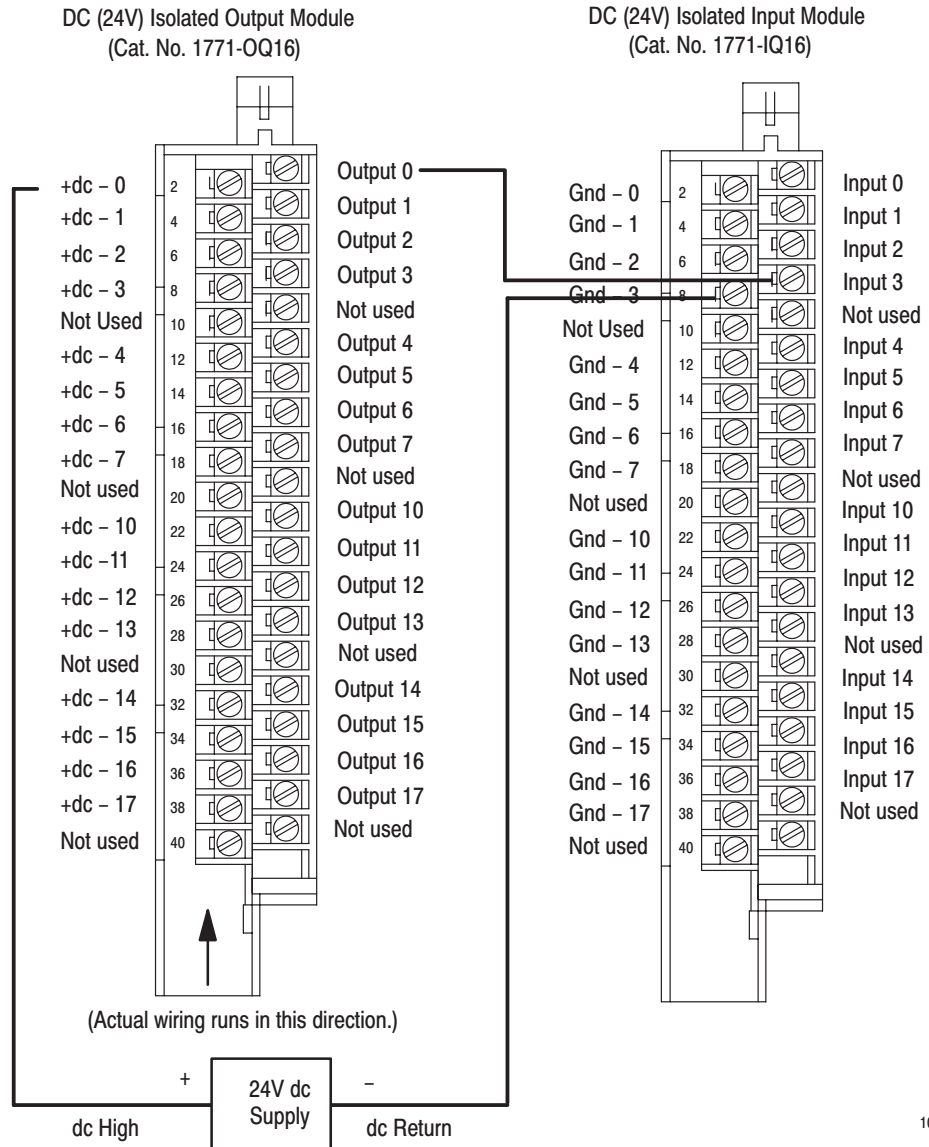 DC (24V) Isolated Output Module
(Cat. No. 1771-OQ16)
DC (24V) Isolated Input Module
(Cat. No. 1771-IQ16)
+dc – 0
+dc – 1
+dc – 2
+dc – 3
Not Used
+dc – 4
+dc – 5
+dc – 6
+dc – 7
Not used
+dc – 10
+dc –11
+dc – 12
+dc – 13
Not used
+dc – 14
+dc – 15
+dc – 16
+dc – 17
Not used
2
4
6
8
10
12
14
16
18
20
22
24
26
28
30
32
34
36
38
40
Output 0
Output 1
Output 2
Output 3
Not used
Output 4
Output 5
Output 6
Output 7
Not used
Output 10
Output 11
Output 12
Output 13
Not used
Output 14
Output 15
Output 16
Output 17
Not used
Gnd – 0
Gnd – 1
Gnd – 2
Gnd – 3
Not Used
Gnd – 4
Gnd – 5
Gnd – 6
Gnd – 7
Not used
Gnd – 10
Gnd – 11
Gnd – 12
Gnd – 13
Not used
Gnd – 14
Gnd – 15
Gnd – 16
Gnd – 17
Not used
2
4
6
8
10
12
14
16
18
20
22
24
26
28
30
32
34
36
38
40
Input 0
Input 1
Input 2
Input 3
Not used
Input 4
Input 5
Input 6
Input 7
Not used
Input 10
Input 11
Input 12
Input 13
Not used
Input 14
Input 15
Input 16
Input 17
Not used
(Actual wiring runs in this direction.)
+
24V dc
Supply
–
dc High
dc Return